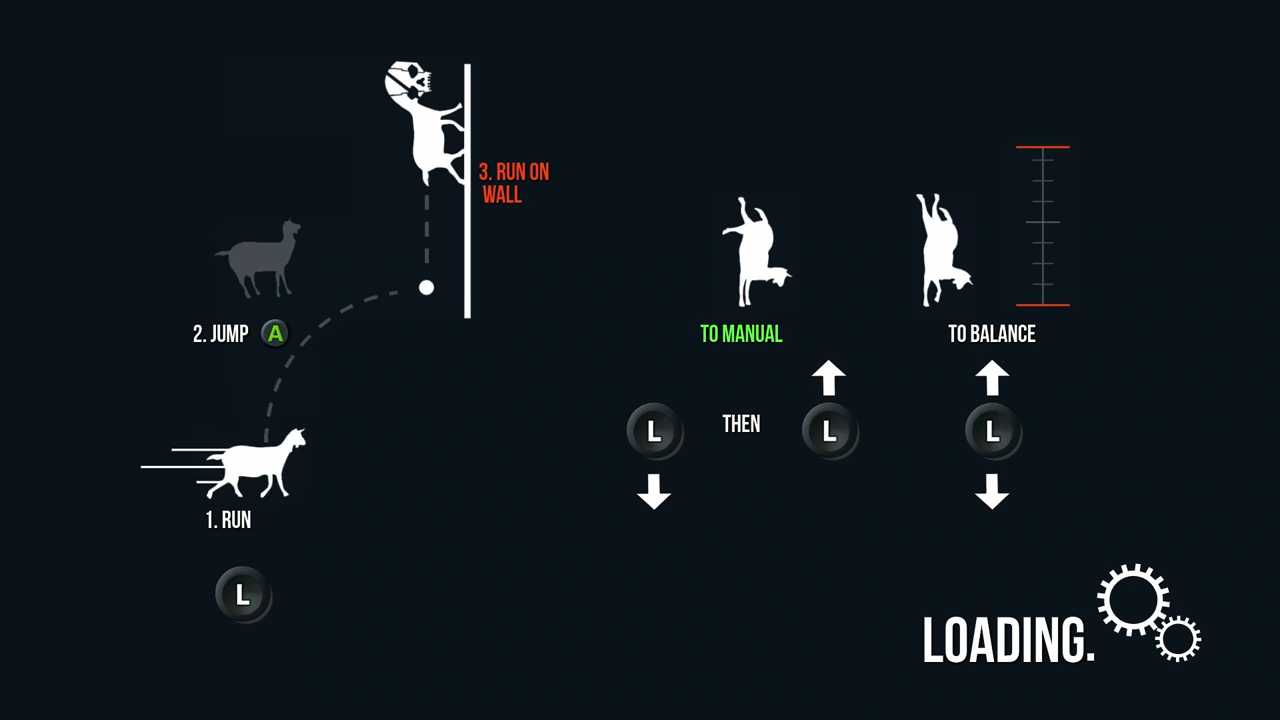 3. RUN ON
WALL
2. JUMP A
1. RUN
L
TO MANUAL
L THEN L
TO BALANCE
L
LOADING.